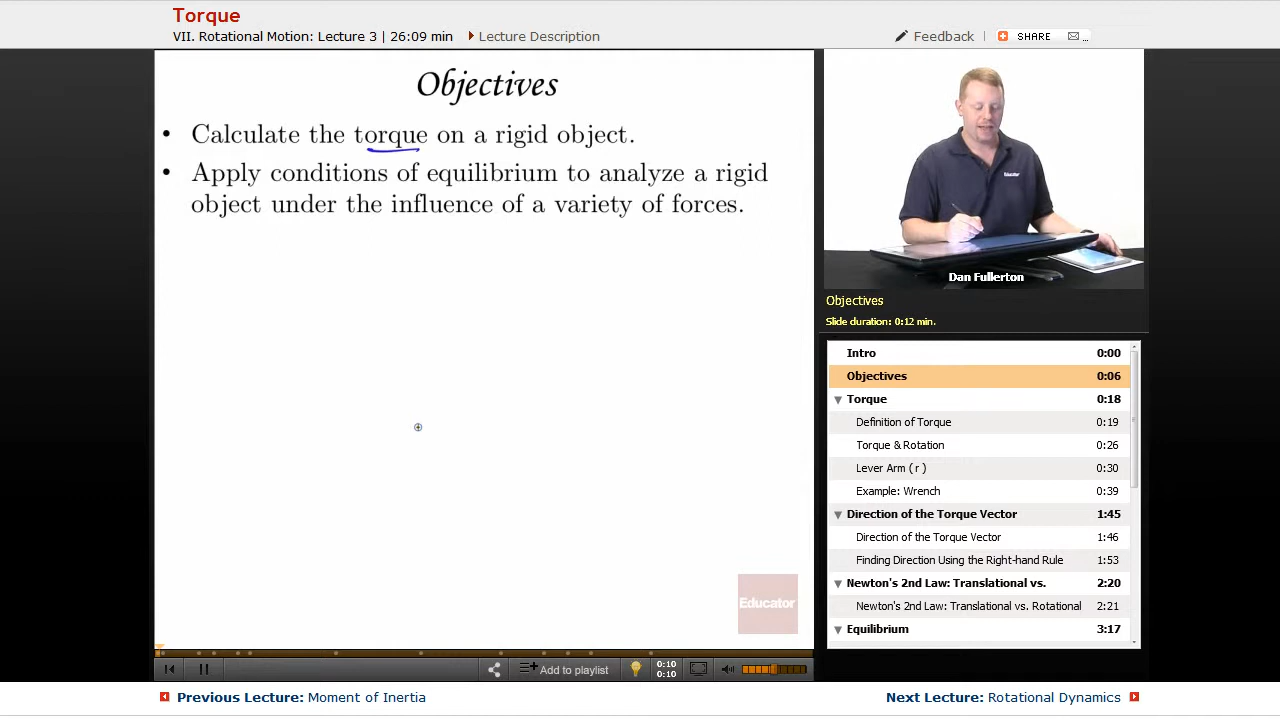 Torque
VII. Rotational Motion: Lecture 3 | 26:09 min
Lecture Description
Feedback
SHARE
...
Objectives
• Calculate the torque on a rigid object.
• Apply conditions of equilibrium to analyze a rigid
object under the influence of a variety of forces.
Educator
Educator
Dan Fullerton
Objectives
Slide duration: 0:12 min.
Intro 0:00
Objectives 0:06
Torque 0:18
Definition of Torque 0:19
Torque & Rotation 0:26
Lever Arm ( r ) 0:30
Example: Wrench 0:39
Direction of the Torque Vector 1:45
Direction of the Torque Vector 1:46
Finding Direction Using the Right-hand Rule 1:53
Newton's 2nd Law: Translational vs. 2:20
Newton's 2nd Law: Translational vs. Rotational 2:21
Equilibrium 3:17
Add to playlist
0:10
0:10
Previous Lecture: Moment of Inertia
Next Lecture: Rotational Dynamics